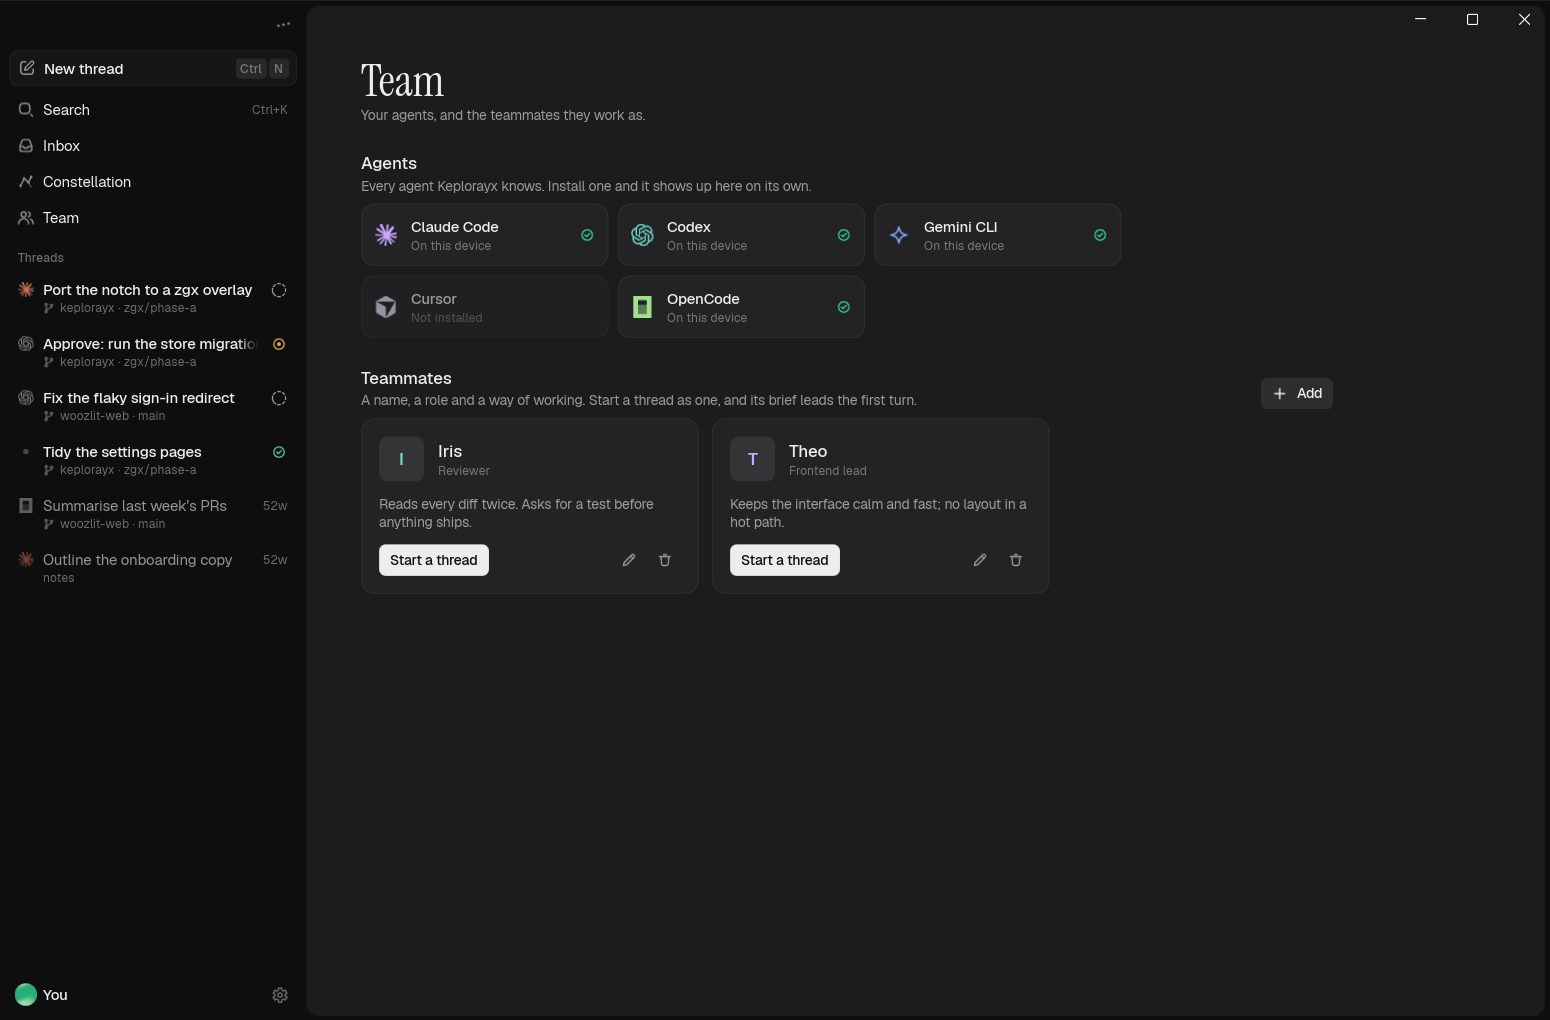 New thread Ctrl N
Search Ctrl+K
Inbox
Constellation
Team
Threads
Port the notch to a zgx overlay
keplorayx · zgx/phase-a
Approve: run the store migratio
keplorayx · zgx/phase-a
Fix the flaky sign-in redirect
woozlit-web · main
Tidy the settings pages
keplorayx · zgx/phase-a
Summarise last week's PRs 52w
woozlit-web · main
Outline the onboarding copy 52w
notes
You
Team
Your agents, and the teammates they work as.
Agents
Every agent Keplorayx knows. Install one and it shows up here on its own.
Claude Code
On this device
Codex
On this device
Gemini CLI
On this device
Cursor
Not installed
OpenCode
On this device
Teammates
A name, a role and a way of working. Start a thread as one, and its brief leads the first turn.
Add
I
Iris
Reviewer
Reads every diff twice. Asks for a test before
anything ships.
Start a thread
T
Theo
Frontend lead
Keeps the interface calm and fast; no layout in a
hot path.
Start a thread